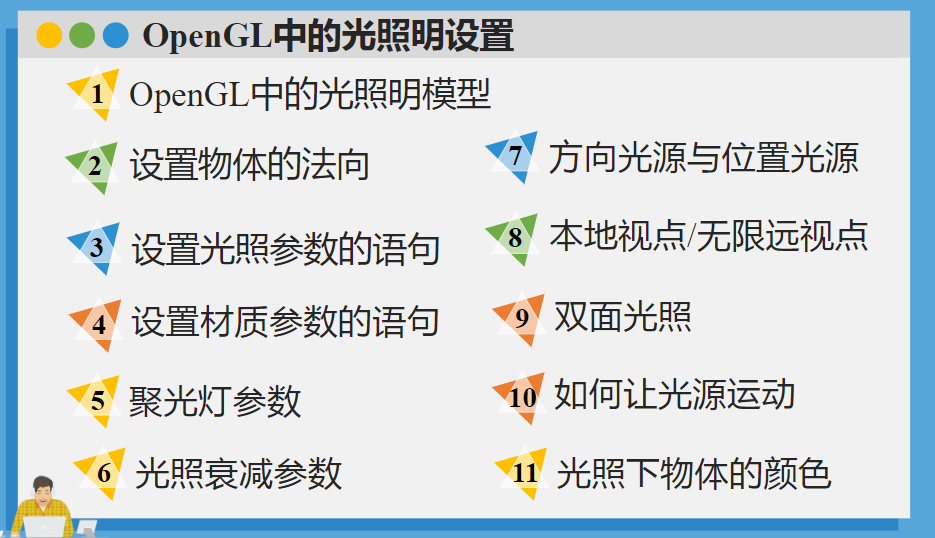 OpenGL中的光照明设置
1 OpenGL中的光照明模型
2 设置物体的法向
3 设置光照参数的语句
4 设置材质参数的语句
5 聚光灯参数
6 光照衰减参数
7 方向光源与位置光源
8 本地视点/无限远视点
9 双面光照
10 如何让光源运动
11 光照下物体的颜色